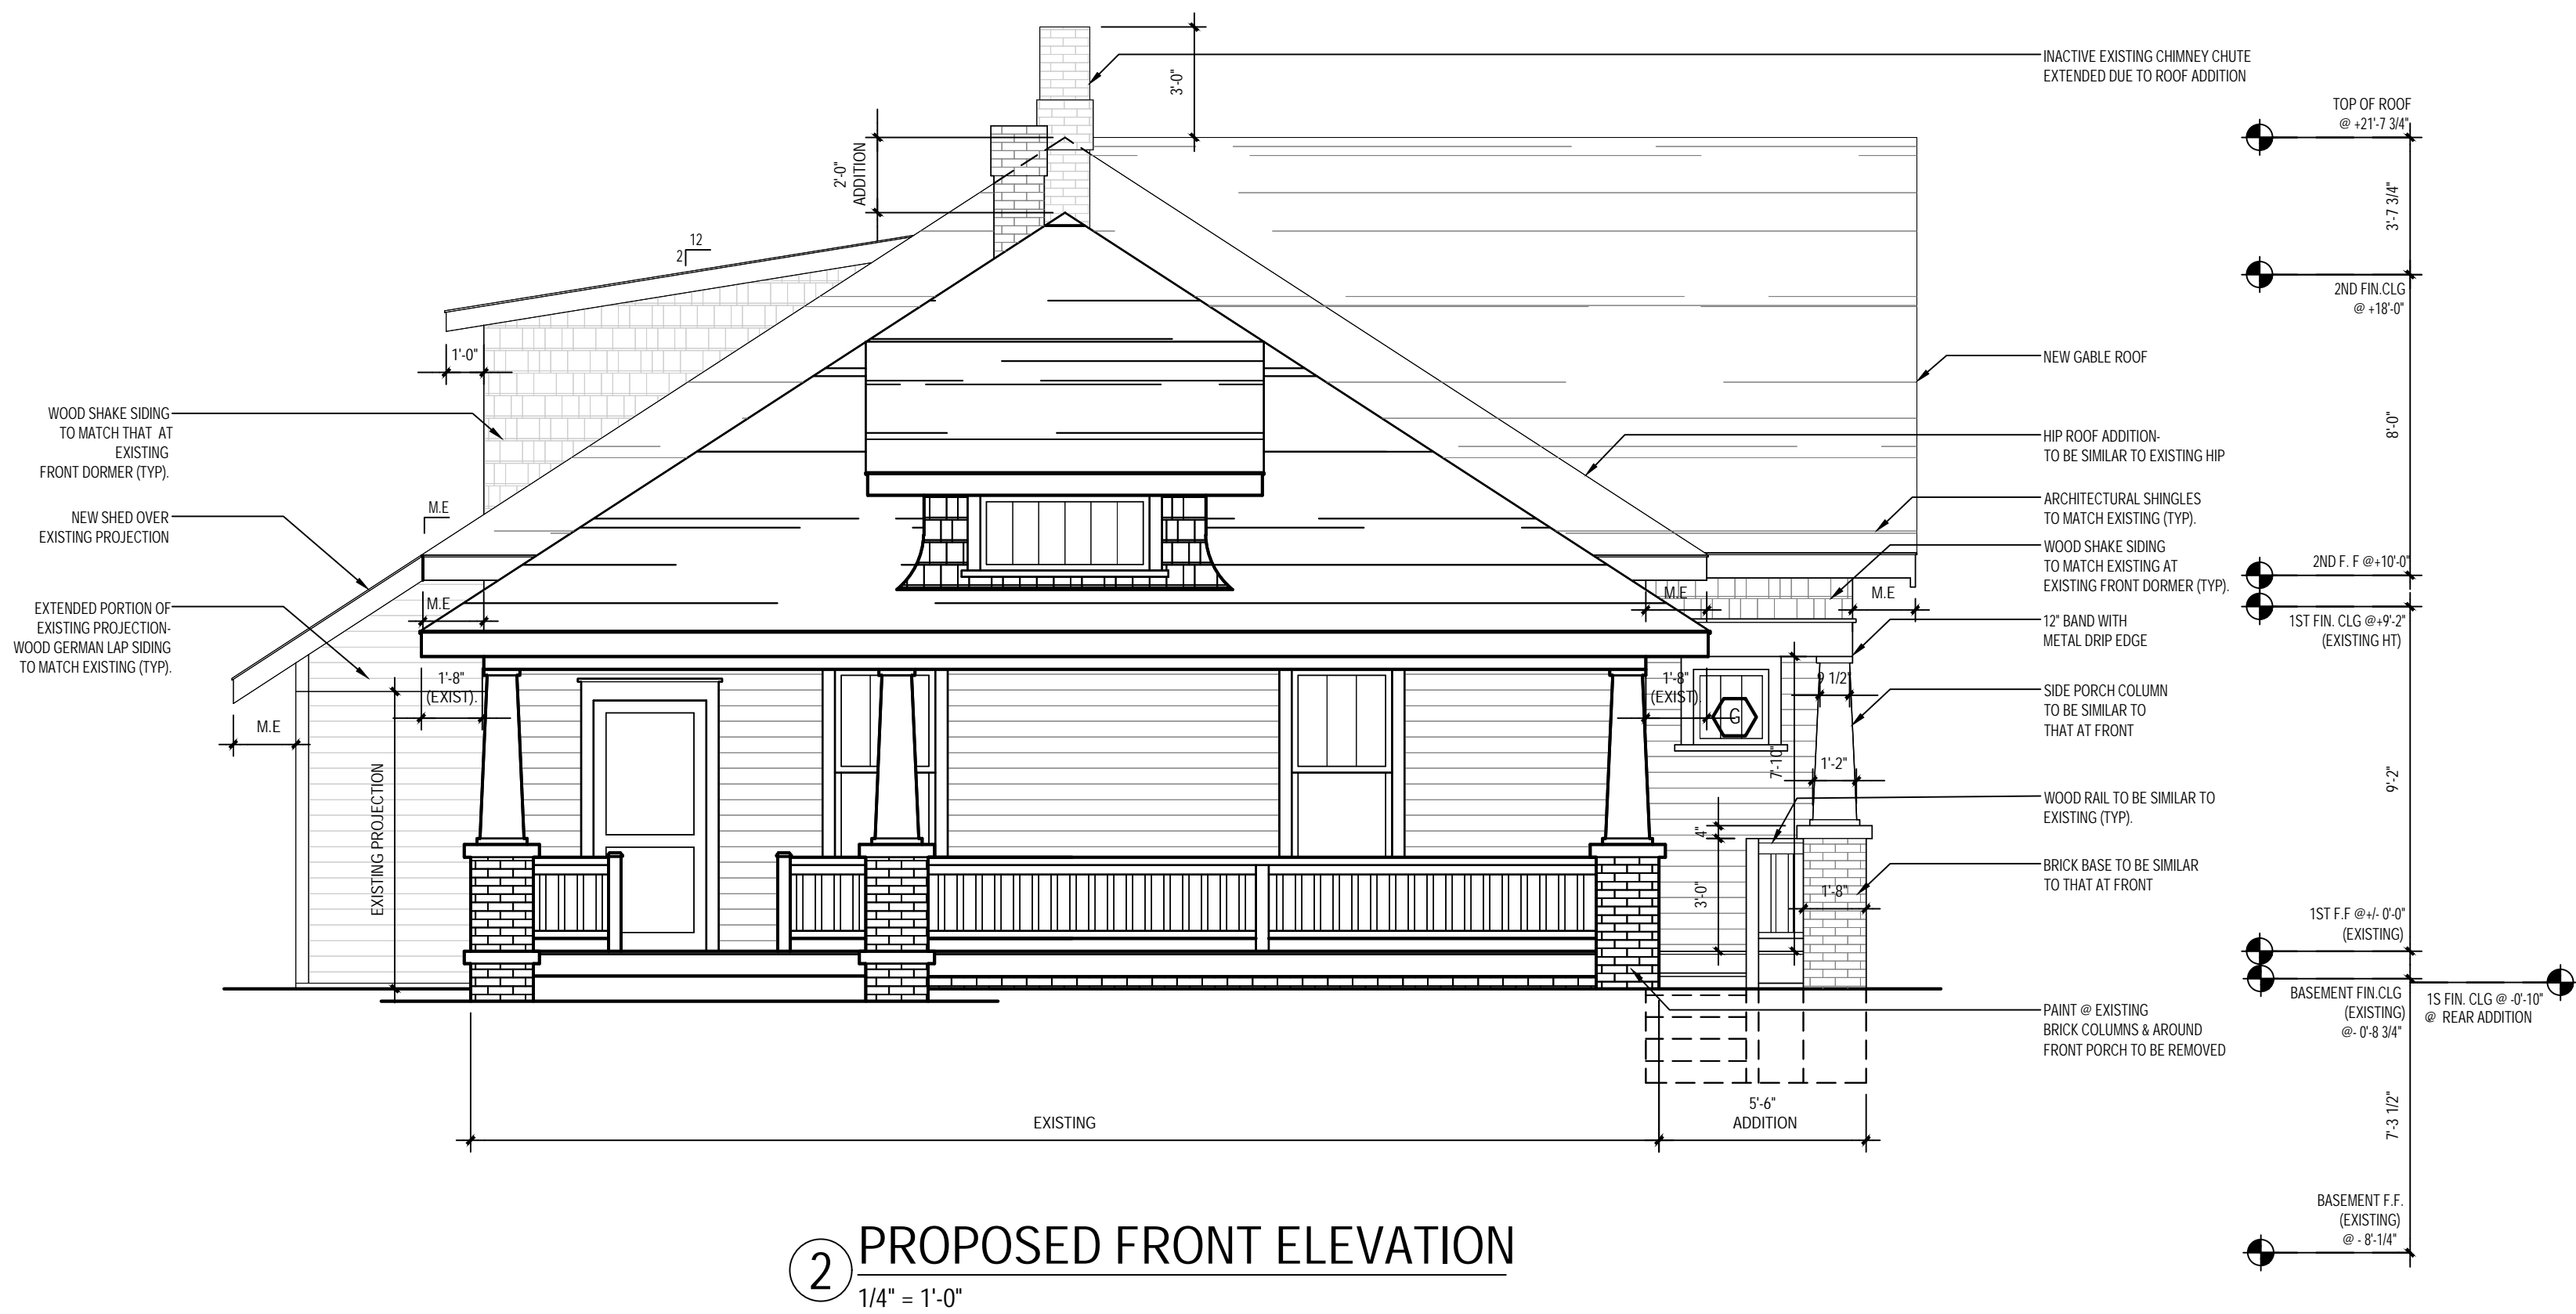 INACTIVE EXISTING CHIMNEY CHUTE
EXTENDED DUE TO ROOF ADDITION
3'-0"
TOP OF ROOF
@ +21'-7 3/4"
2'-0"
ADDITION
3'-7 3/4"
12
2
2ND FIN.CLG
@ +18'-0"
1'-0"
NEW GABLE ROOF
WOOD SHAKE SIDING
TO MATCH THAT AT
EXISTING
FRONT DORMER (TYP).
8'-0"
HIP ROOF ADDITION-
TO BE SIMILAR TO EXISTING HIP
M.E
ARCHITECTURAL SHINGLES
TO MATCH EXISTING (TYP).
NEW SHED OVER
EXISTING PROJECTION
WOOD SHAKE SIDING
TO MATCH EXISTING AT
EXISTING FRONT DORMER (TYP).
2ND F. F @+10'-0"
M.E
M.E
M.E
EXTENDED PORTION OF
EXISTING PROJECTION-
WOOD GERMAN LAP SIDING
TO MATCH EXISTING (TYP).
12" BAND WITH
METAL DRIP EDGE
1ST FIN. CLG @+9'-2"
(EXISTING HT)
1'-8"
(EXIST).
1'-8"
(EXIST).
9 1/2"
SIDE PORCH COLUMN
TO BE SIMILAR TO
THAT AT FRONT
G
M.E
7'-10"
1'-2"
9'-2"
WOOD RAIL TO BE SIMILAR TO
EXISTING (TYP).
4"
EXISTING PROJECTION
3'-0"
1'-8"
BRICK BASE TO BE SIMILAR
TO THAT AT FRONT
1ST F.F @+/- 0'-0"
(EXISTING)
BASEMENT FIN.CLG
(EXISTING)
@- 0'-8 3/4"
1S FIN. CLG @ -0'-10"
@ REAR ADDITION
PAINT @ EXISTING
BRICK COLUMNS & AROUND
FRONT PORCH TO BE REMOVED
EXISTING
5'-6"
ADDITION
7'-3 1/2"
BASEMENT F.F.
(EXISTING)
@ - 8'-1/4"
2 PROPOSED FRONT ELEVATION
1/4" = 1'-0"